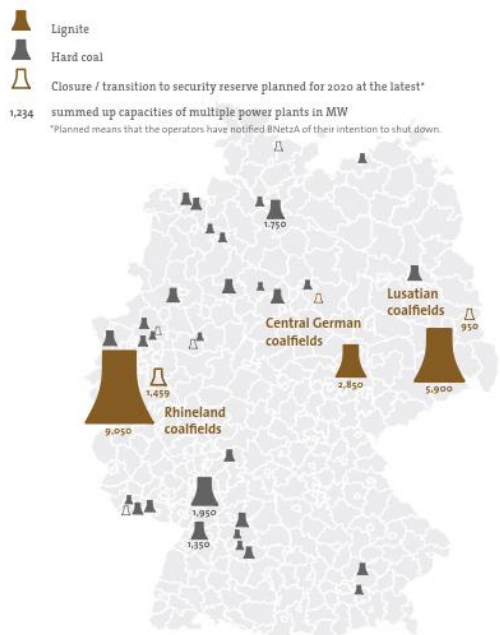 Lignite
Hard coal
Closure / transition to security reserve planned for 2020 at the latest*
1,234 summed up capacities of multiple power plants in MW
*Planned means that the operators have notified BNetzA of their intention to shut down.
1.750
Lusatian
coalfields
950
Central German
coalfields
2,850
5,900
1,459
Rhineland
coalfields
9,050
1,950
1,350